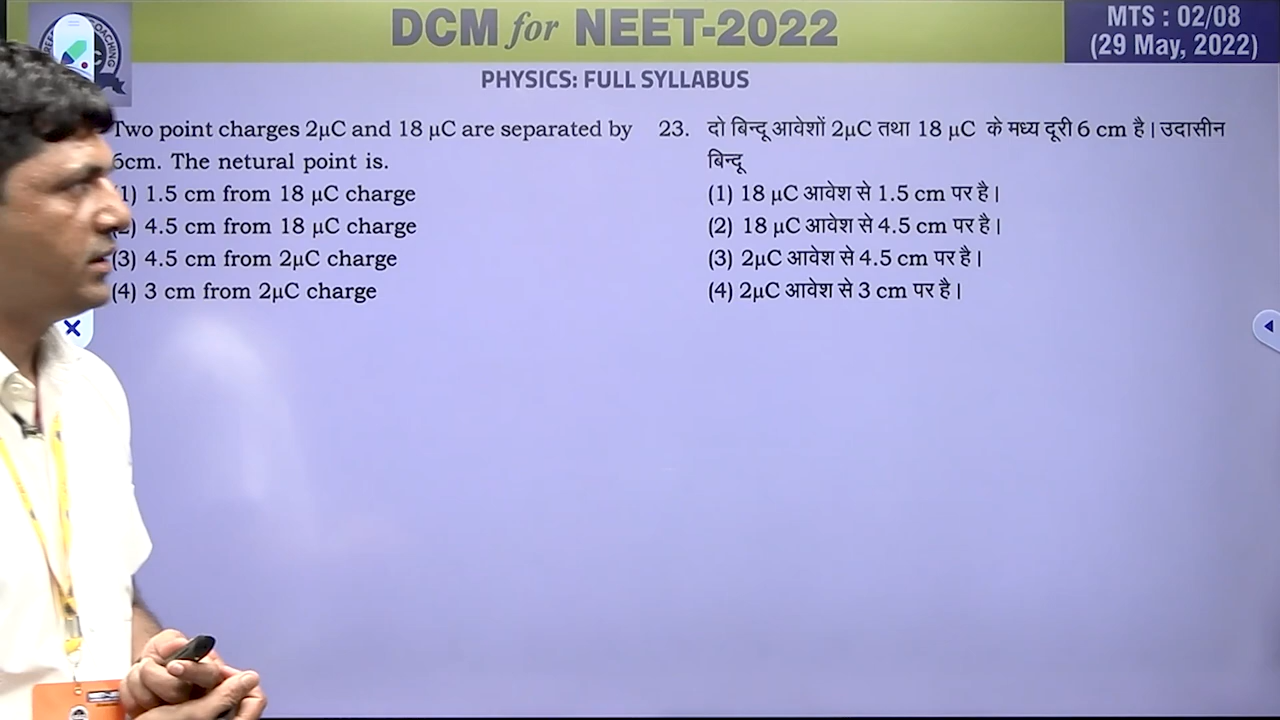 DCM for NEET-2022
MTS : 02/08
(29 May, 2022)
PHYSICS: FULL SYLLABUS
Two point charges 2μC and 18 μC are separated by
6cm. The netural point is.
(1) 1.5 cm from 18 μC charge
(2) 4.5 cm from 18 μC charge
(3) 4.5 cm from 2μC charge
(4) 3 cm from 2μC charge
23. दो बिन्दू आवेशों 2μC तथा 18 μC के मध्य दूरी 6 cm है। उदासीन
बिन्दू
(1) 18 μC आवेश से 1.5 cm पर है।
(2) 18 μC आवेश से 4.5 cm पर है।
(3) 2μC आवेश से 4.5 cm पर है।
(4) 2μC आवेश से 3 cm पर है।